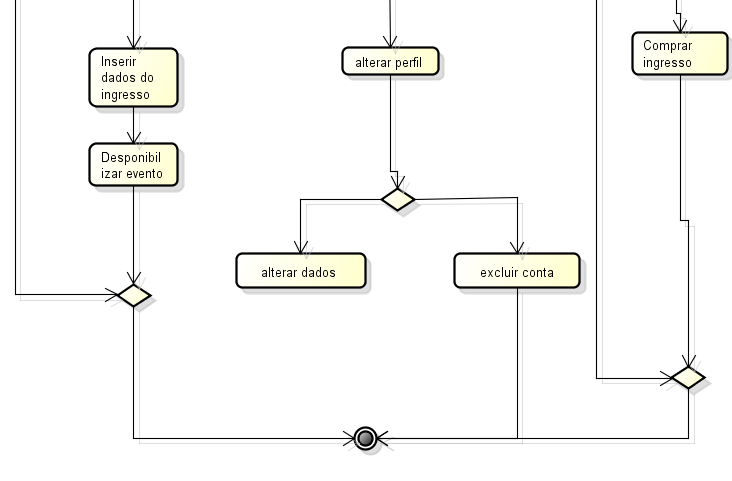 Inserir
dados do
ingresso
alterar perfil
Comprar
ingresso
Desponibil
izar evento
alterar dados
excluir conta